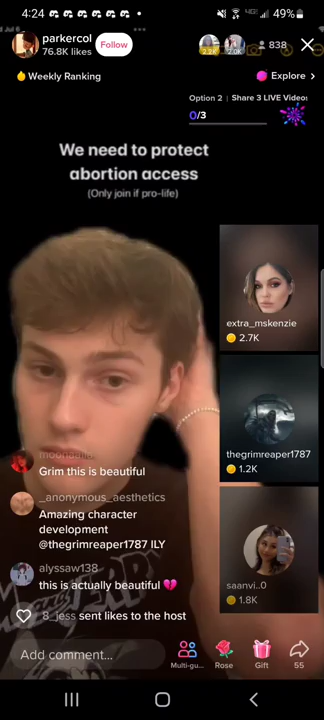 4:24
49%
parkercol
76.8K likes
Follow
838
Weekly Ranking
Explore >
Option 2 | Share 3 LIVE Videos
0/3
We need to protect
abortion access
(Only join if pro-life)
extra_mskenzie
2.7K
thegrimreaper1787
1.2K
saanvi..0
1.8K
Grim this is beautiful
_anonymous_aesthetics
Amazing character
development
@thegrimreaper1787 ILY
alyssaw138
this is actually beautiful
8_jess sent likes to the host
Add comment...
Multi-gu...
Rose
Gift
55